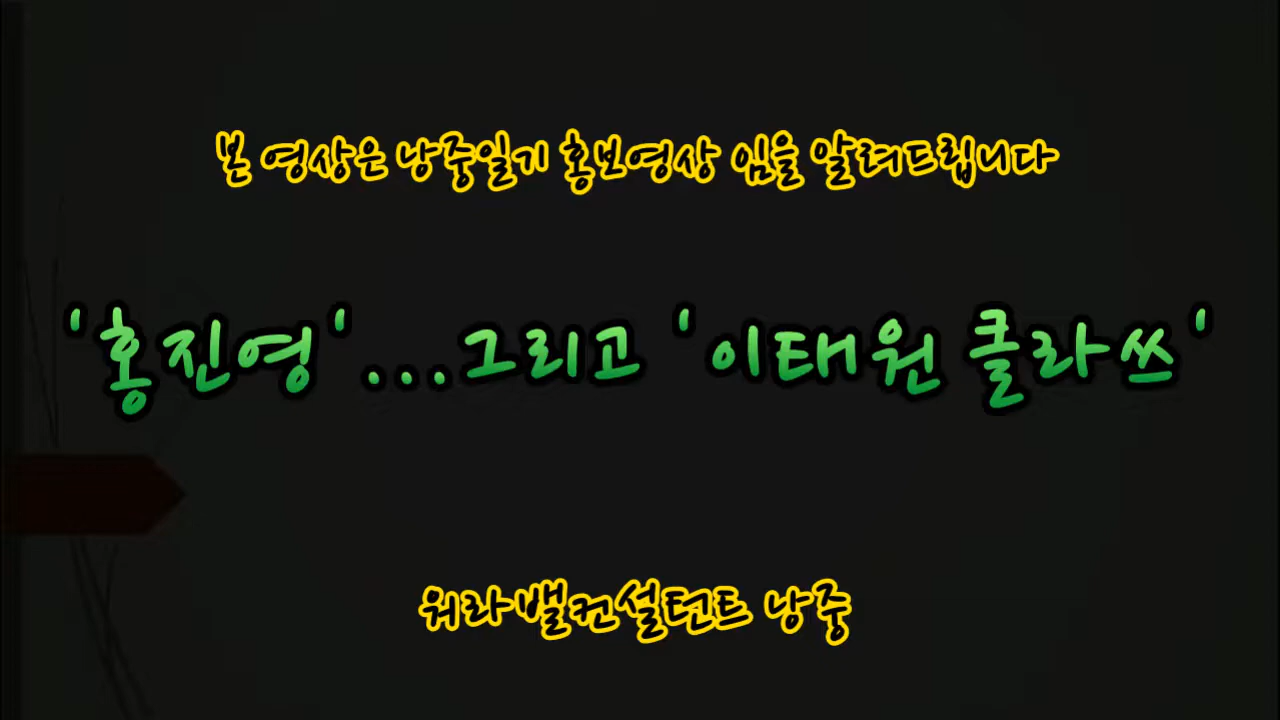 본 영상은 낭중일기 홍보영상 임을 알려드립니다
'홍진영'...그리고 '이태원 클라쓰'
워라밸컨설턴트 낭중